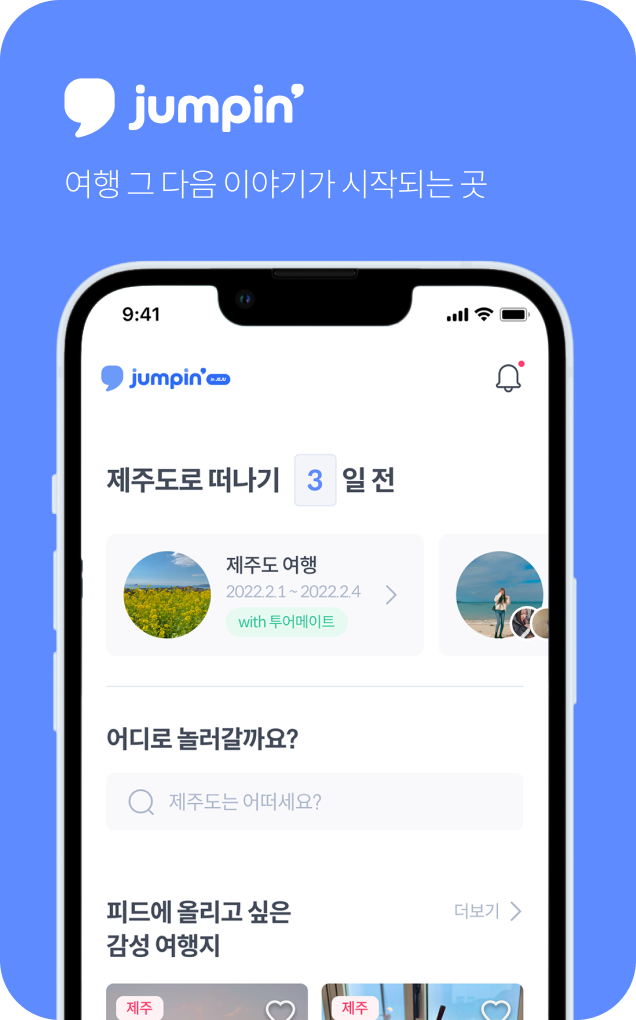 jumpin’
여행 그 다음 이야기가 시작되는 곳
9:41
jumpin’ in JEJU
제주도로 떠나기 3 일 전
제주도 여행
2022.2.1 ~ 2022.2.4
with 투어메이트
어디로 놀러갈까요?
제주도는 어떠세요?
피드에 올리고 싶은
더보기
감성 여행지
제주
제주